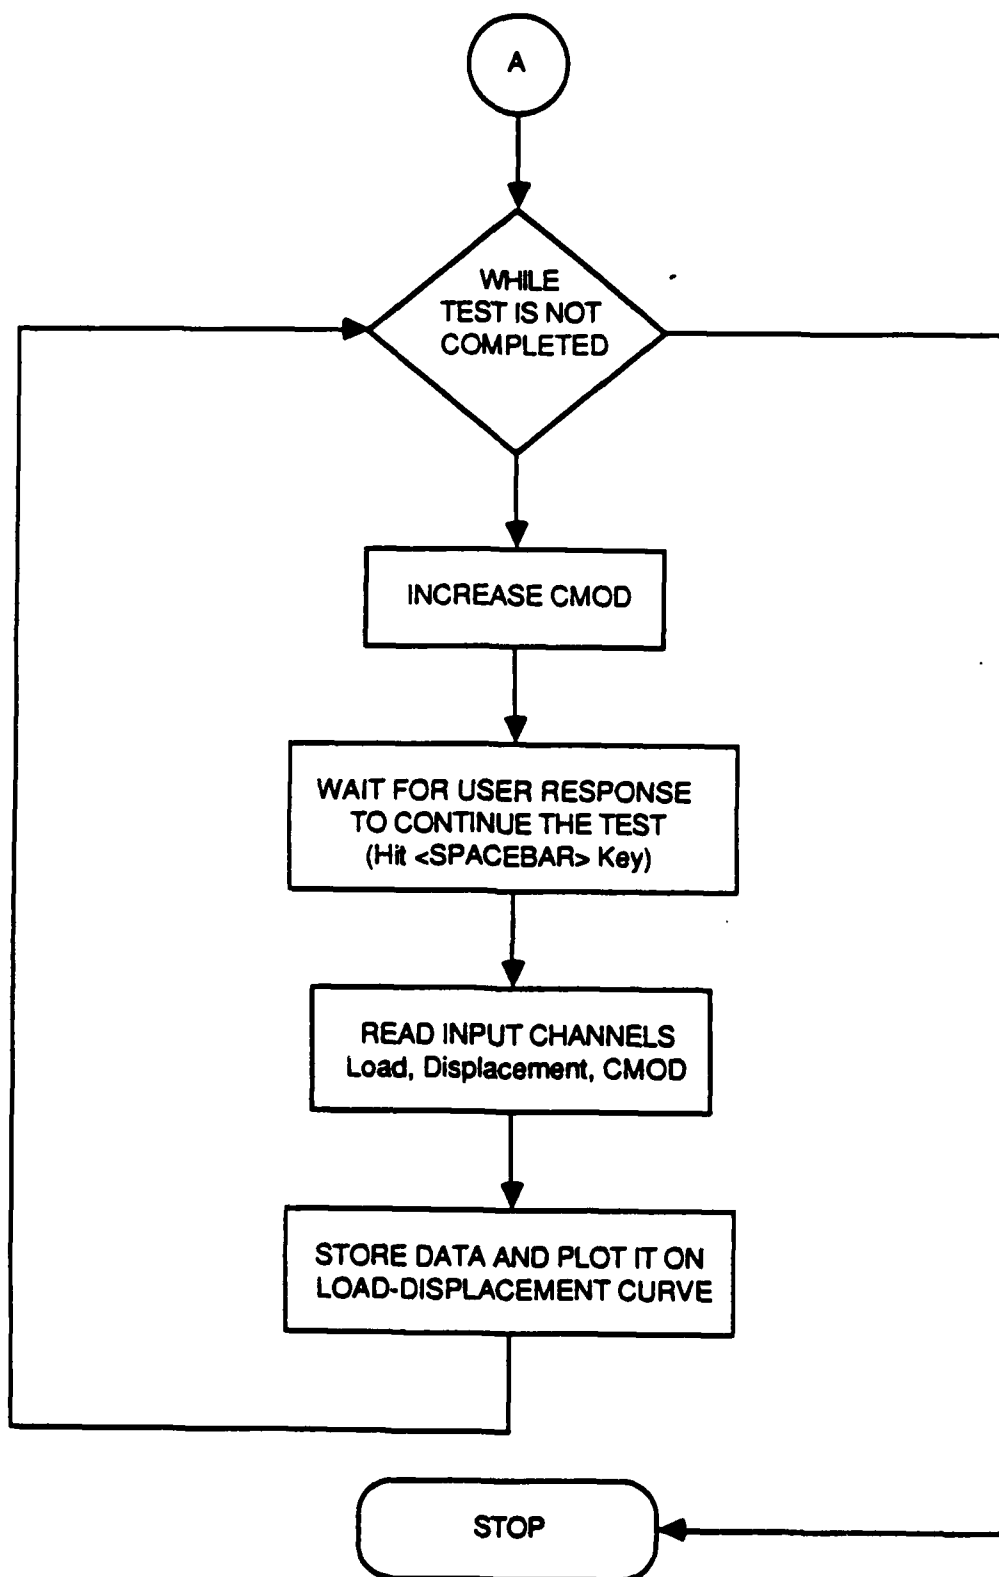 A
WHILE
TEST IS NOT
COMPLETED
INCREASE CMOD
WAIT FOR USER RESPONSE
TO CONTINUE THE TEST
(Hit <SPACEBAR> Key)
READ INPUT CHANNELS
Load, Displacement, CMOD
STORE DATA AND PLOT IT ON
LOAD-DISPLACEMENT CURVE
STOP